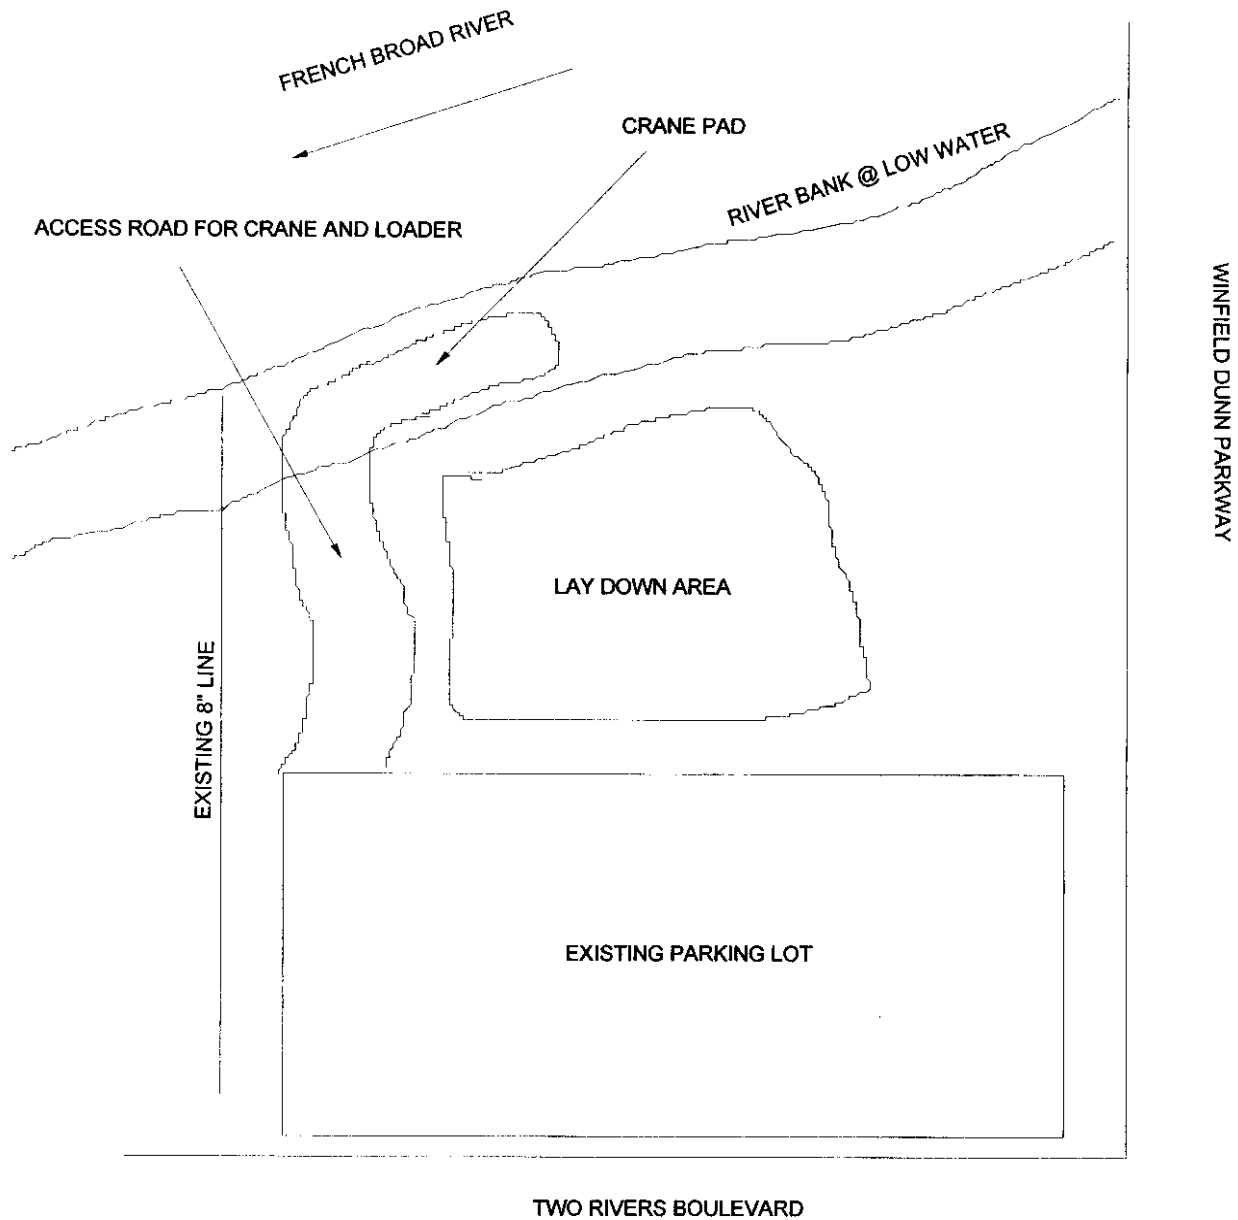 FRENCH BROAD RIVER
CRANE PAD
RIVER BANK @ LOW WATER
ACCESS ROAD FOR CRANE AND LOADER
WINFIELD DUNN PARKWAY
LAY DOWN AREA
EXISTING 8" LINE
EXISTING PARKING LOT
TWO RIVERS BOULEVARD